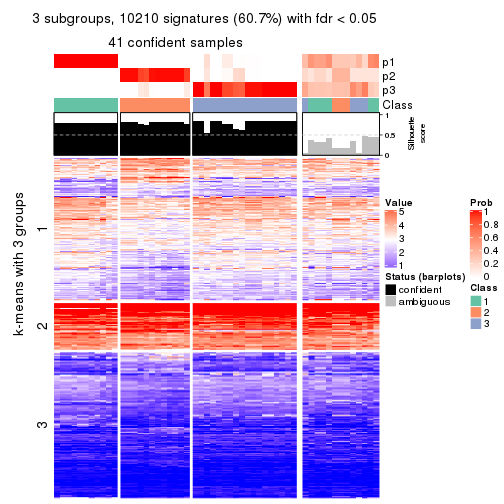 3 subgroups, 10210 signatures (60.7%) with fdr < 0.05
41 confident samples
p1
p2
p3
Class
1
0.5
0
Silhouette
score
k-means with 3 groups
1
2
3
Value
5
4
3
2
1
Status (barplots)
confident
ambiguous
Prob
1
0.8
0.6
0.4
0.2
0
Class
1
2
3